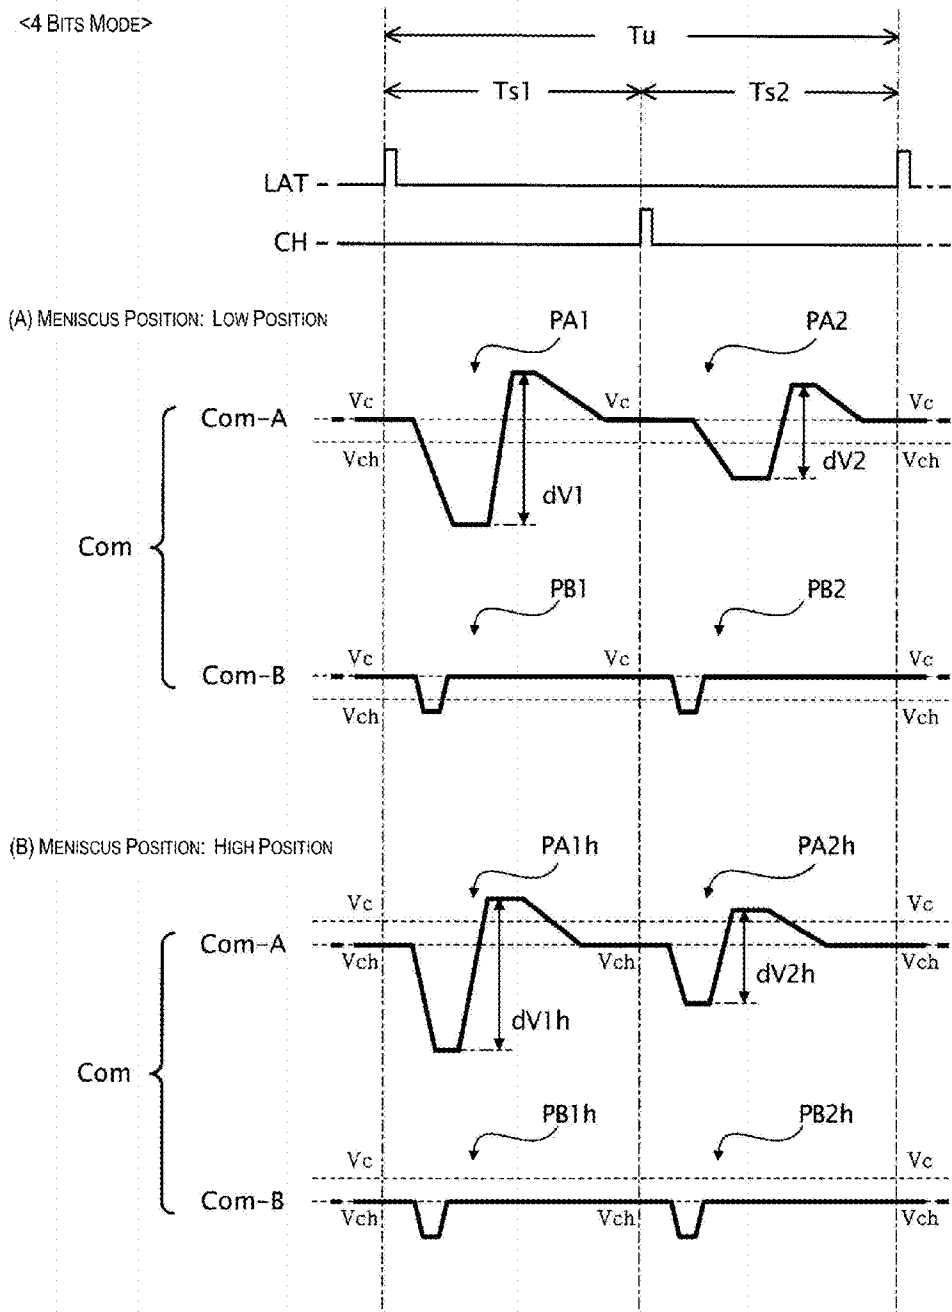 <4 BITS MODE>
Tu
Ts1 Ts2
LAT
CH
(A) MENISCUS POSITION: LOW POSITION
PA1 PA2
Vc Vc Vc
Com-A
Vch Vch
dV1 dV2
Com
PB1 PB2
Vc Vc Vc
Com-B
Vch Vch
(B) MENISCUS POSITION: HIGH POSITION
PA1h PA2h
Vc Vc
Com-A
Vch Vch Vch
dV1h dV2h
Com
PB1h PB2h
Vc Vc
Com-B
Vch Vch Vch